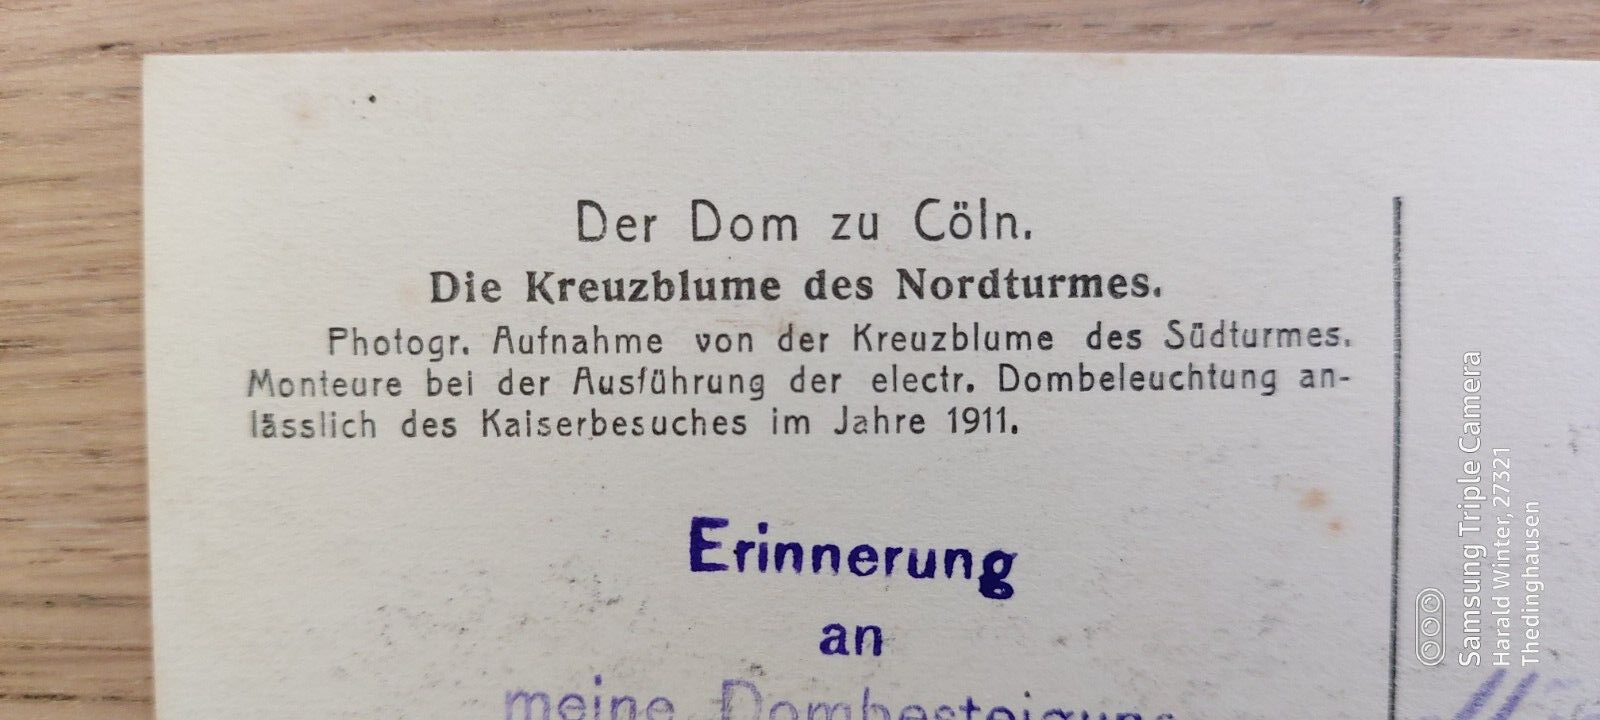 Der Dom zu Cöln.
Die Kreuzblume des Nordturmes.
Photogr. Aufnahme von der Kreuzblume des Südturmes.
Monteure bei der Ausführung der electr. Dombeleuchtung an-
lässlich des Kaiserbesuches im Jahre 1911.
Erinnerung
an
meine Dombesteigung
Samsung Triple Camera
Harald Winter, 27321
Thedinghausen